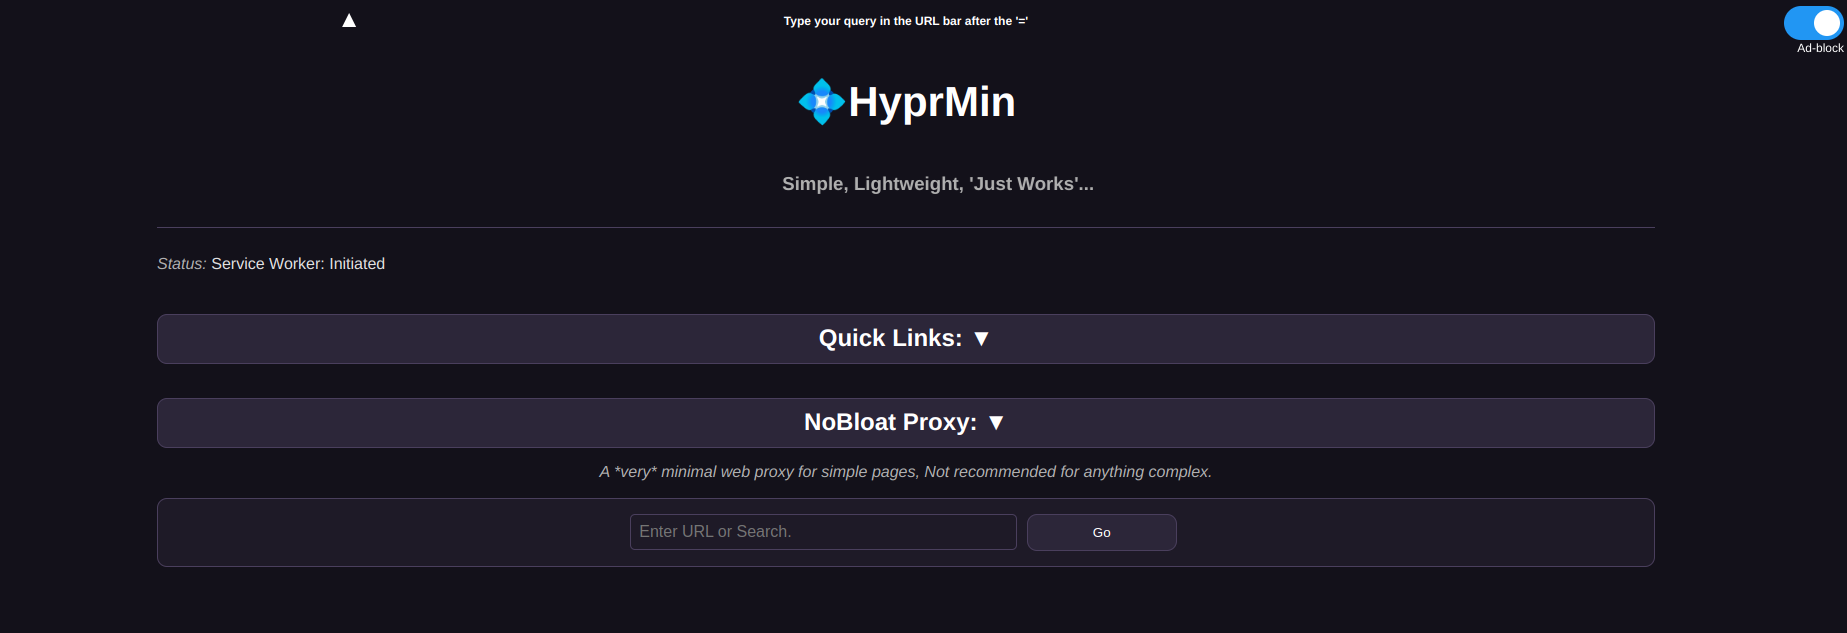 ▲ Type your query in the URL bar after the '='
Ad-block
💠HyprMin
Simple, Lightweight, 'Just Works'...
Status: Service Worker: Initiated
Quick Links: ▼
NoBloat Proxy: ▼
A *very* minimal web proxy for simple pages, Not recommended for anything complex.
Enter URL or Search. Go